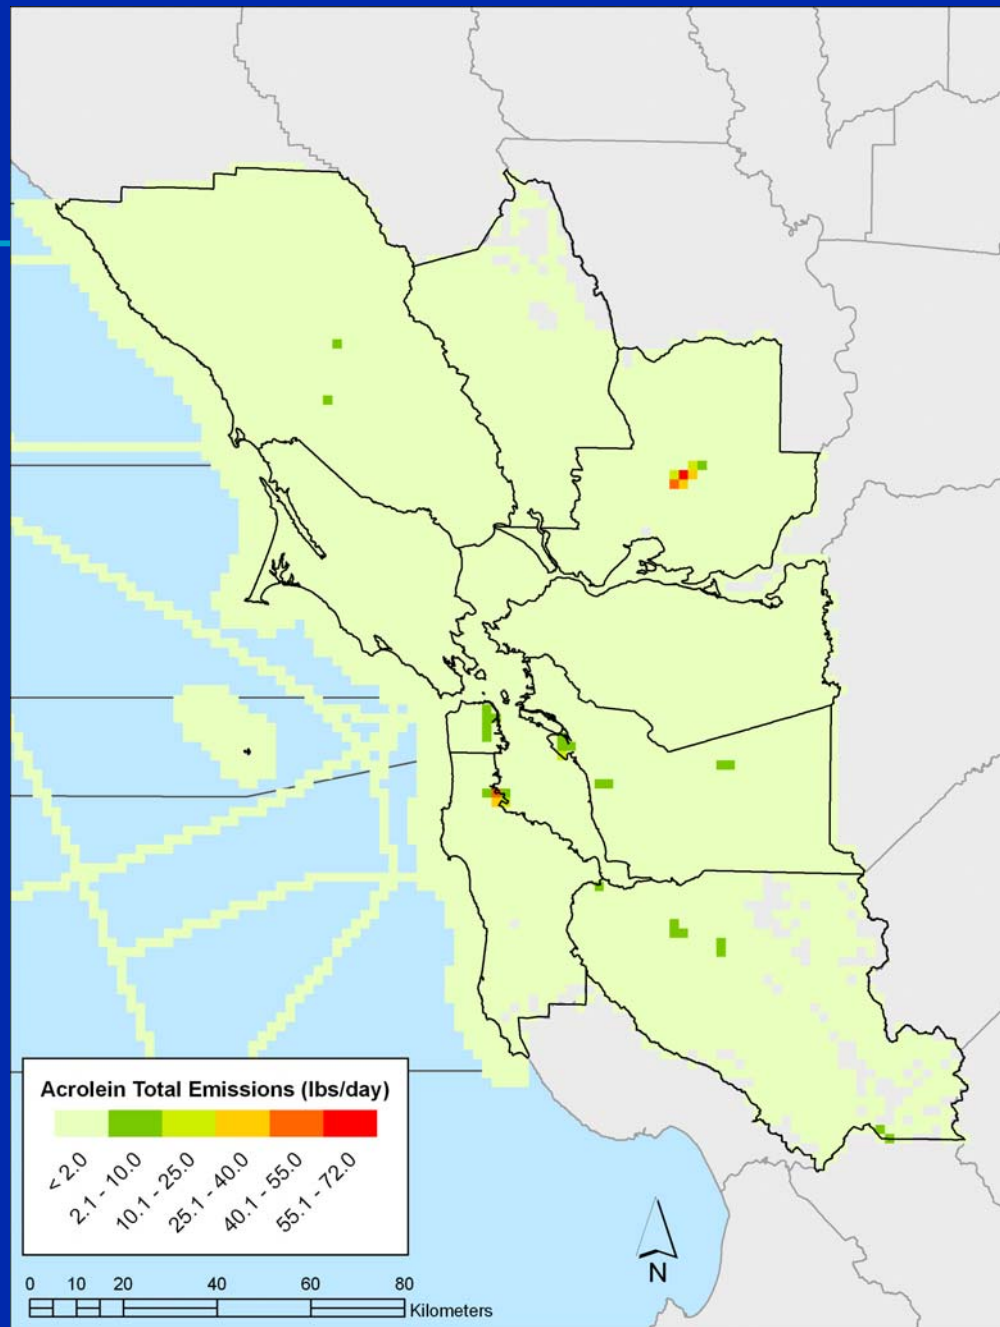 Acrolein Total Emissions (lbs/day)
< 2.0
2.1 - 10.0
10.1 - 25.0
25.1 - 40.0
40.1 - 55.0
55.1 - 72.0
N
0 10 20 40 60 80
Kilometers